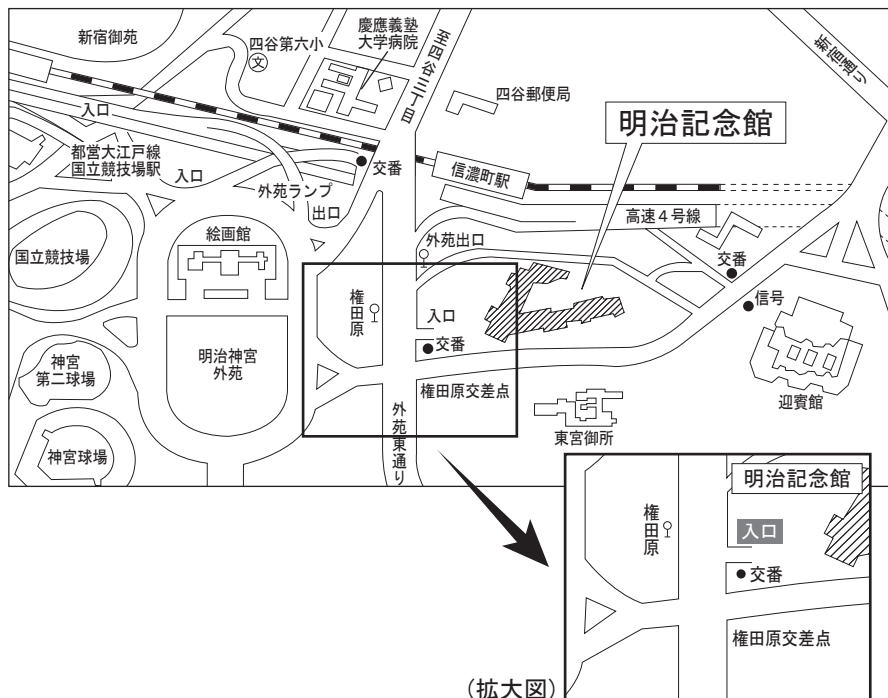 新宿御苑
四谷第六小
文
慶應義塾
大学病院
至四谷三丁目
四谷郵便局
新宿通り
明治記念館
入口
都営大江戸線
国立競技場駅
入口
外苑ランプ
出口
交番
信濃町駅
高速４号線
国立競技場
絵画館
外苑出口
交番
信号
権田原
入口
交番
神宮
第二球場
明治神宮
外苑
権田原交差点
迎賓館
神宮球場
外苑東通り
東宮御所
明治記念館
権田原
入口
交番
権田原交差点
(拡大図)